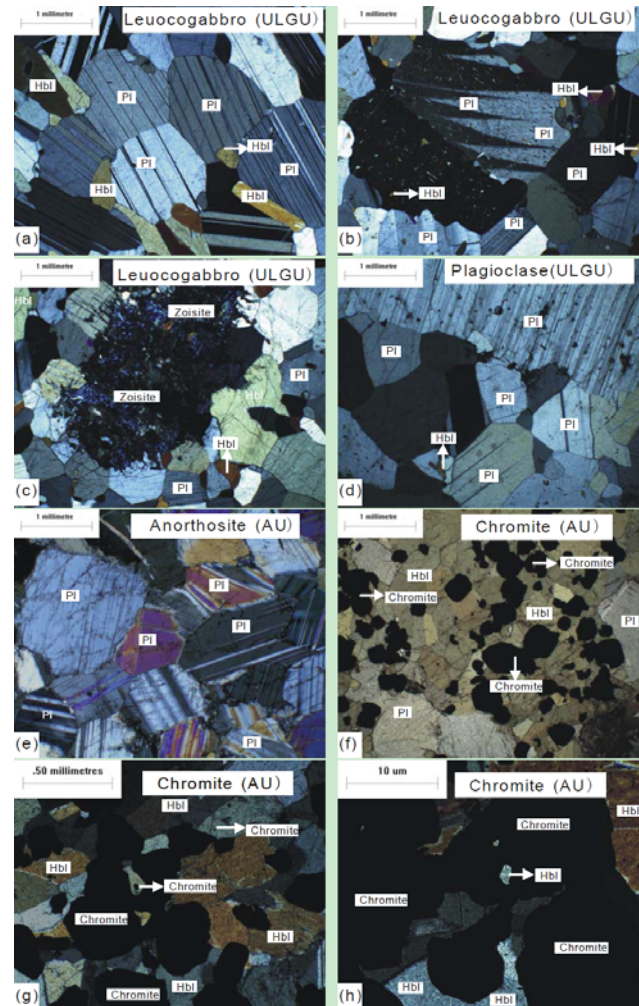 1 millimetre
Leuocogabbro (ULGU)
Hbl
Pl
Pl
Hbl
Pl
Hbl
Pl
Hbl
(a)
1 millimetre
Leuocogabbro (ULGU)
Hbl
Pl
Pl
Hbl
Hbl
Pl
Pl
Pl
(b)
1 millimetre
Leuocogabbro (ULGU)
Hbl
Zoisite
Pl
Zoisite
Hbl
Hbl
Pl
(c)
1 millimetre
Plagioclase(ULGU)
Pl
Pl
Pl
Pl
Hbl
Pl
(d)
1 millimetre
Anorthosite (AU)
Pl
Pl
Pl
Pl
Pl
Pl
(e)
1 millimetre
Chromite (AU)
Hbl
Chromite
Chromite
Hbl
Pl
Chromite
Pl
(f)
.50 millimetres
Chromite (AU)
Hbl
Chromite
Hbl
Chromite
Chromite
Hbl
Hbl
Chromite
(g)
10 um
Chromite (AU)
Hbl
Chromite
Hbl
Chromite
Chromite
Hbl
Hbl
(h)